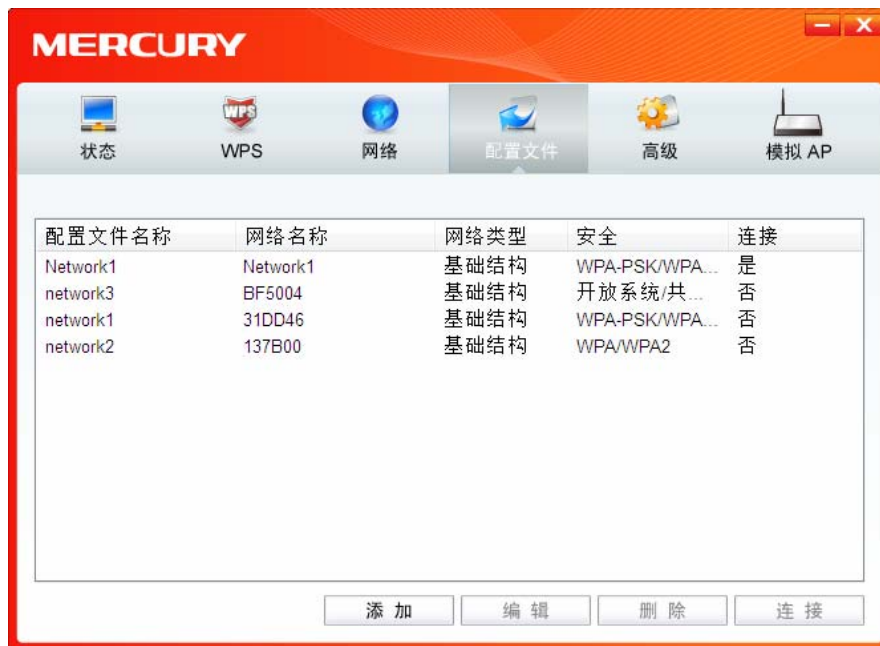 MERCURY
WPS
状态 WPS 网络 配置文件 高级 模拟 AP
配置文件名称 网络名称 网络类型 安全 连接
Network1 Network1 基础结构 WPA-PSK/WPA... 是
network3 BF5004 基础结构 开放系统/共... 否
network1 31DD46 基础结构 WPA-PSK/WPA... 否
network2 137B00 基础结构 WPA/WPA2 否
添加 编辑 删除 连接